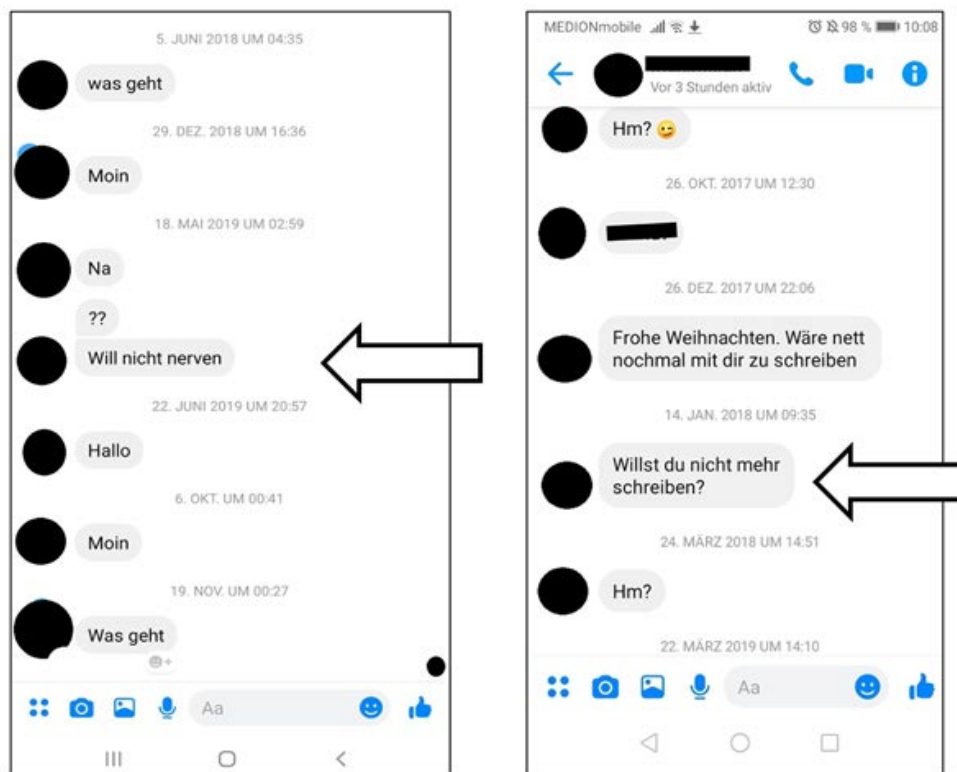 5. JUNI 2018 UM 04:35
was geht
29. DEZ. 2018 UM 16:36
Moin
18. MAI 2019 UM 02:59
Na
??
Will nicht nerven
22. JUNI 2019 UM 20:57
Hallo
6. OKT. UM 00:41
Moin
19. NOV. UM 00:27
Was geht
Aa
MEDIONmobile 98 % 10:08
Vor 3 Stunden aktiv
Hm? 😜
26. OKT. 2017 UM 12:30
26. DEZ. 2017 UM 22:06
Frohe Weihnachten. Wäre nett
nochmal mit dir zu schreiben
14. JAN. 2018 UM 09:35
Willst du nicht mehr
schreiben?
24. MÄRZ 2018 UM 14:51
Hm?
22. MÄRZ 2019 UM 14:10
Aa